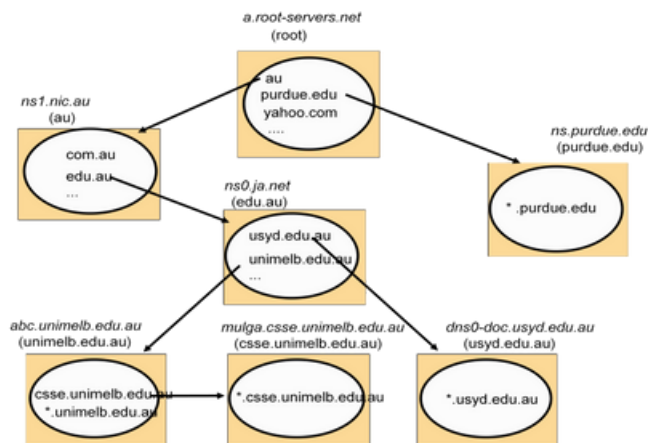 a.root-servers.net
(root)
au
purdue.edu
yahoo.com
....
ns1.nic.au
(au)
com.au
edu.au
...
ns.purdue.edu
(purdue.edu)
* .purdue.edu
ns0.ja.net
(edu.au)
usyd.edu.au
unimelb.edu.au
...
abc.unimelb.edu.au
(unimelb.edu.au)
csse.unimelb.edu.au
*.unimelb.edu.au
mulga.csse.unimelb.edu.au
(csse.unimelb.edu.au)
*.csse.unimelb.edu.au
dns0-doc.usyd.edu.au
(usyd.edu.au)
*.usyd.edu.au